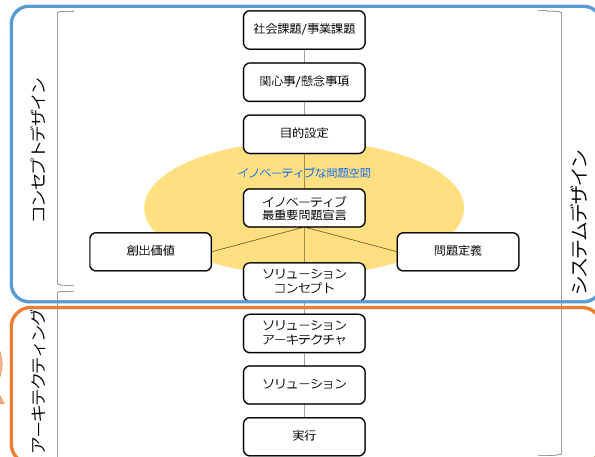 社会課題/事業課題
関心事/懸念事項
目的設定
イノベーティブな問題空間
イノベーティブ
最重要問題宣言
創出価値
問題定義
ソリューション
コンセプト
ソリューション
アーキテクチャ
ソリューション
実行
コンセプトデザイン
アーキテクティング
システムデザイン